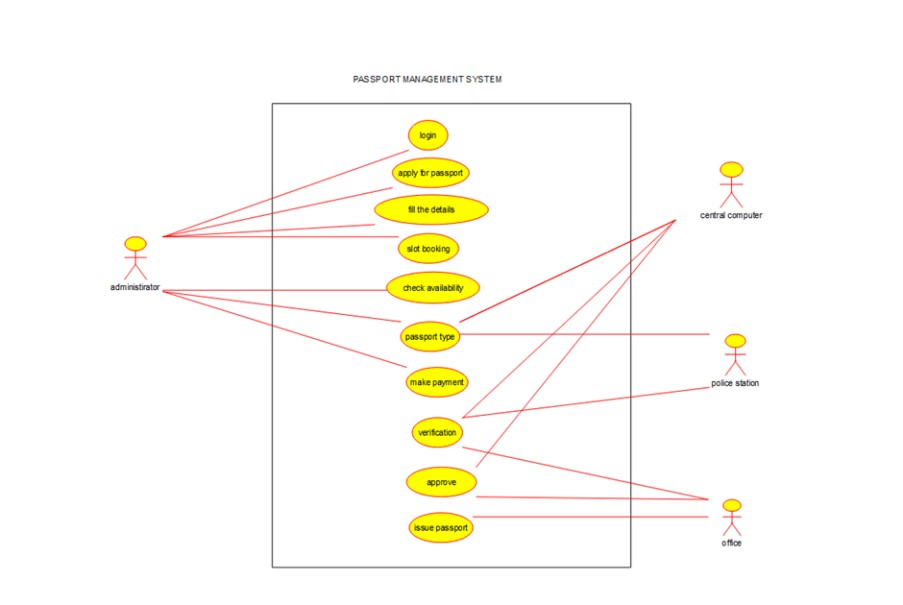 PASSPORT MANAGEMENT SYSTEM
login
apply for passport
fill the details
slot booking
check availability
passport type
make payment
verification
approve
issue passport
administirator
central computer
police station
office